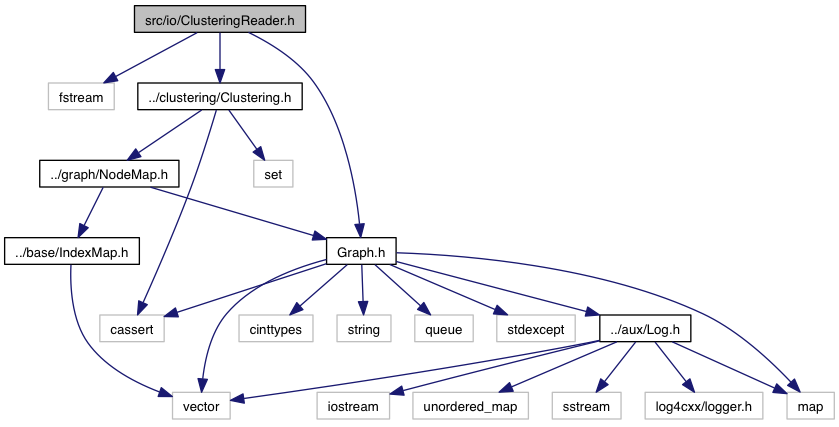 src/io/ClusteringReader.h
fstream
../clustering/Clustering.h
../graph/NodeMap.h
set
../base/IndexMap.h
Graph.h
cassert
cinttypes
string
queue
stdexcept
../aux/Log.h
vector
iostream
unordered_map
sstream
log4cxx/logger.h
map